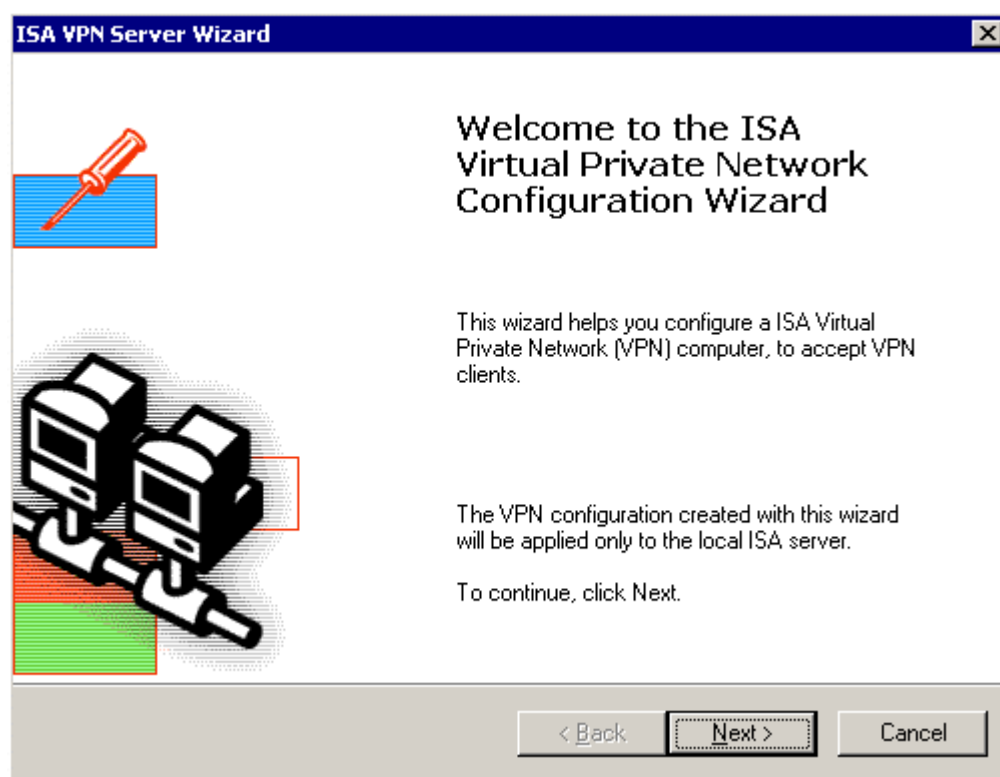 ISA VPN Server Wizard
Welcome to the ISA
Virtual Private Network
Configuration Wizard
This wizard helps you configure a ISA Virtual
Private Network (VPN) computer, to accept VPN
clients.
The VPN configuration created with this wizard
will be applied only to the local ISA server.
To continue, click Next.
< Back
Next >
Cancel